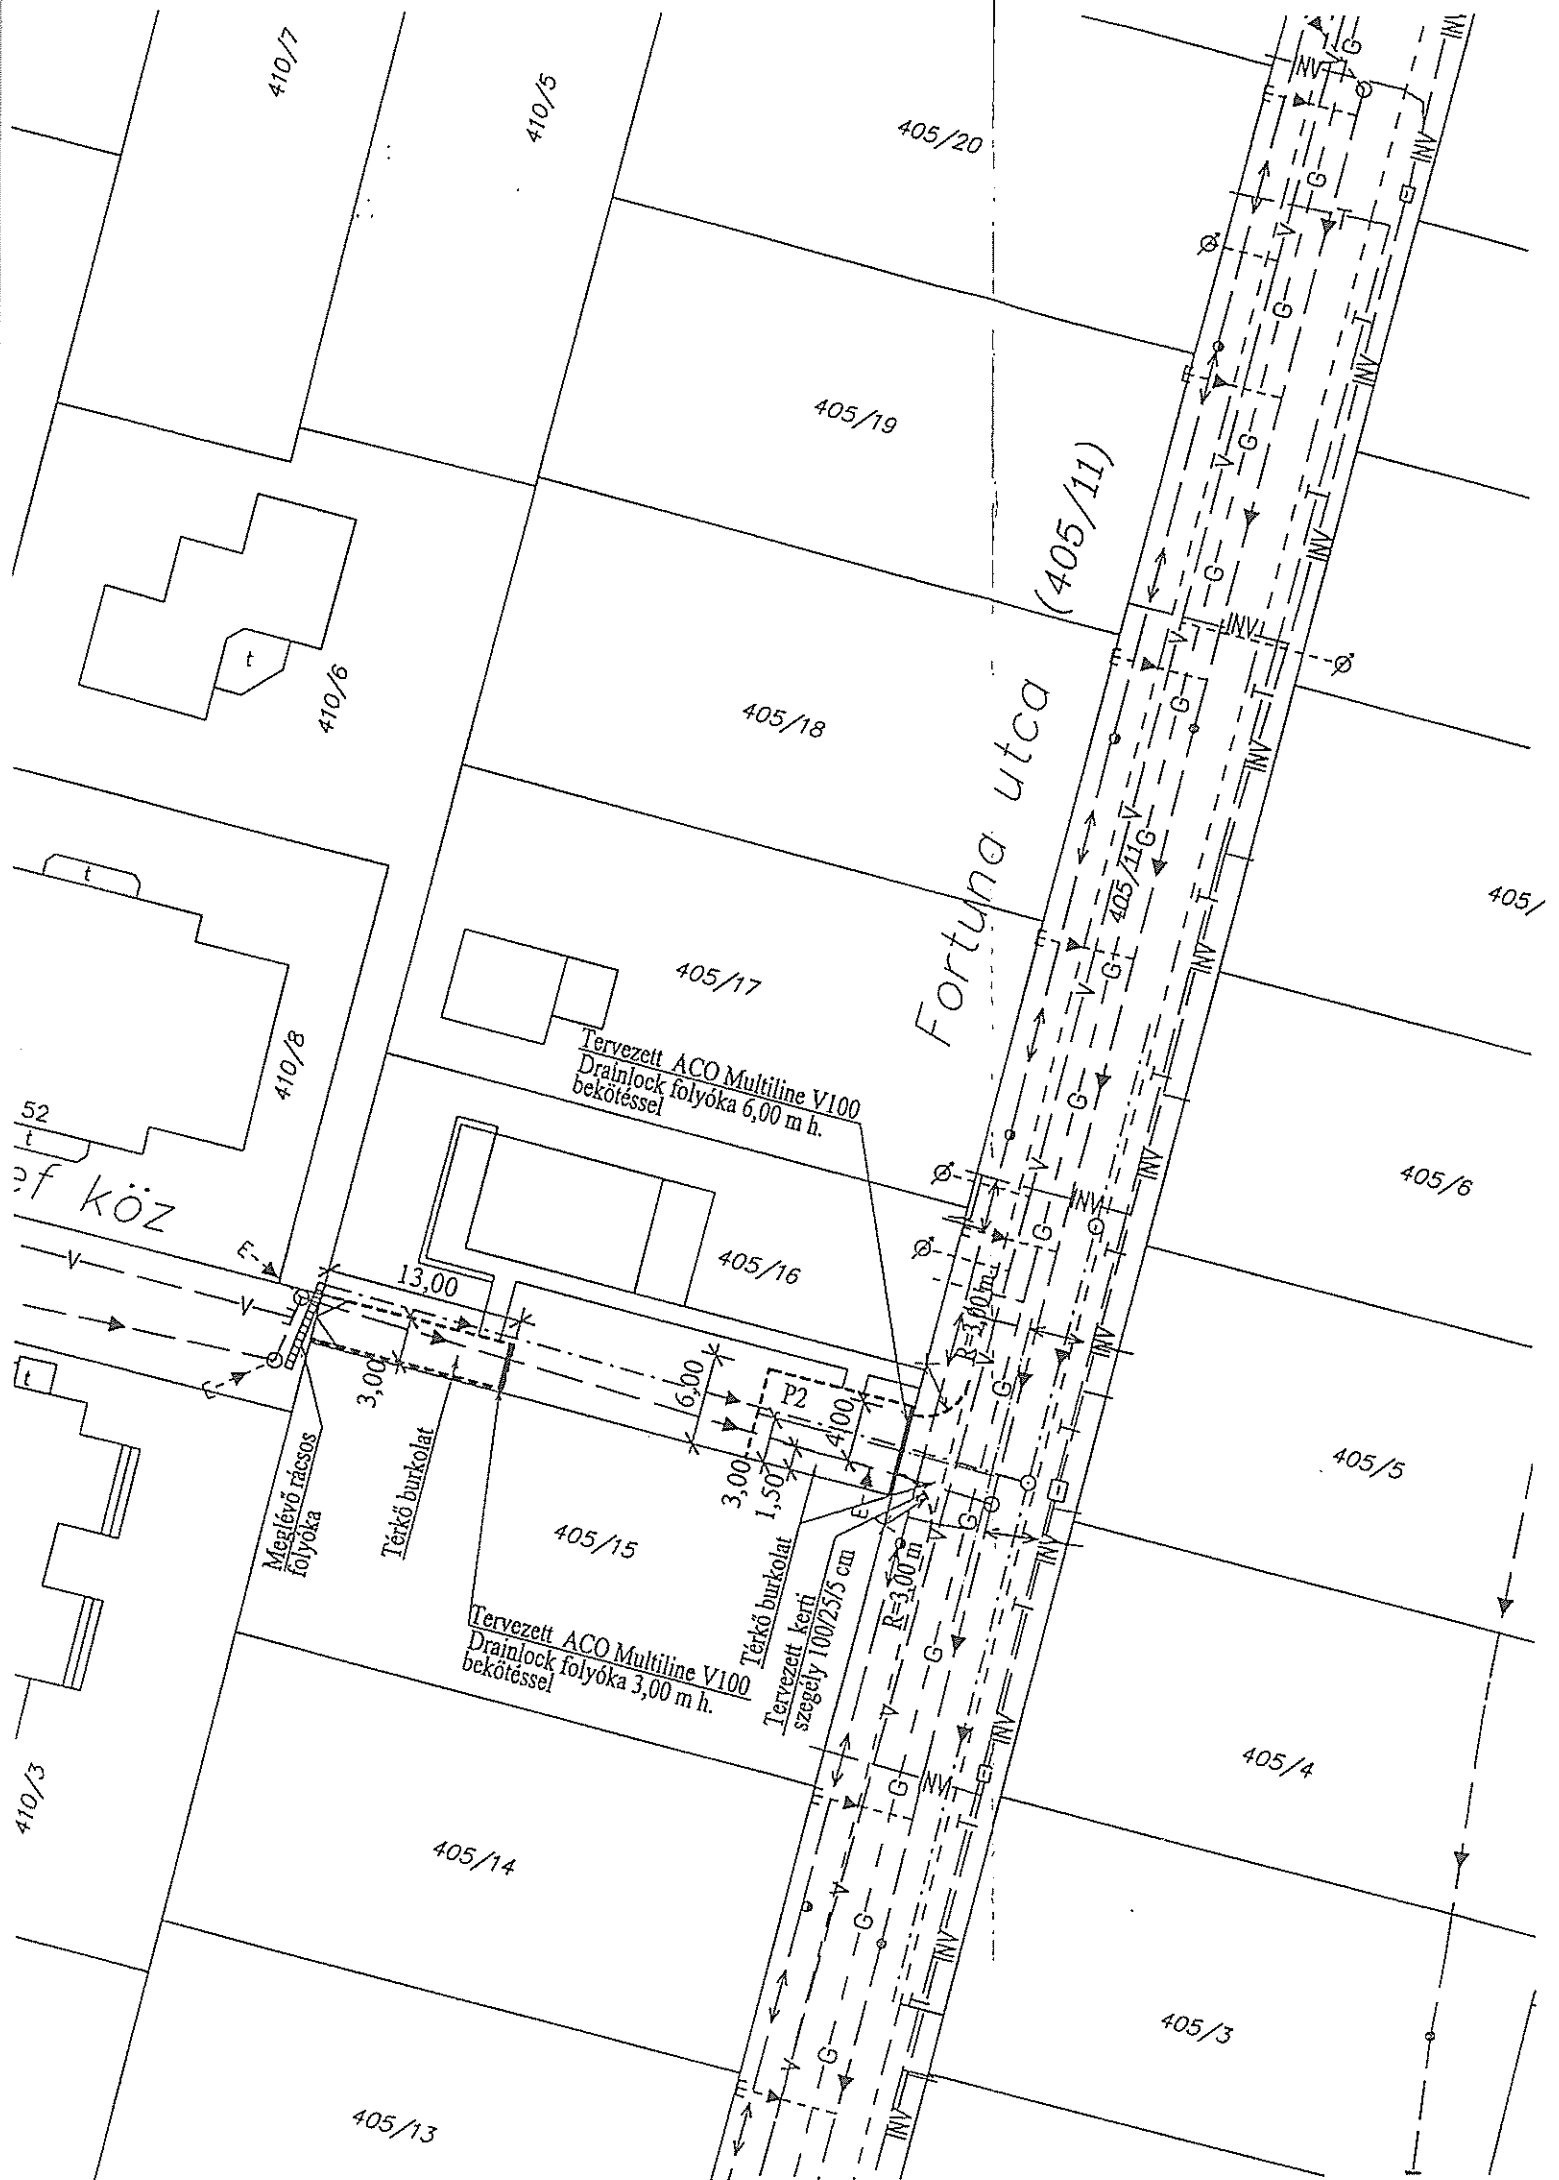 410/7
410/5
405/20
405/19
(405/11)
t
410/6
405/18
Fortuna utca
405/11
405/
t
405/17
410/8
Tervezett ACO Multiline V100
Drainlock folyóka 6,00 m h.
bekötéssel
52
t
ef köz
405/6
405/16
13,00
R=3,00 m
3,00
6,00
P2
4,00
t
3,00
1,50
405/5
Meglévő rácsos
folyóka
Térkő burkolat
405/15
Térkő burkolat
Tervezett kerti
szegély 100/25/5 cm
R=3,00 m
Tervezett ACO Multiline V100
Drainlock folyóka 3,00 m h.
bekötéssel
405/4
410/3
405/14
405/3
405/13
E
V
G
T
INV